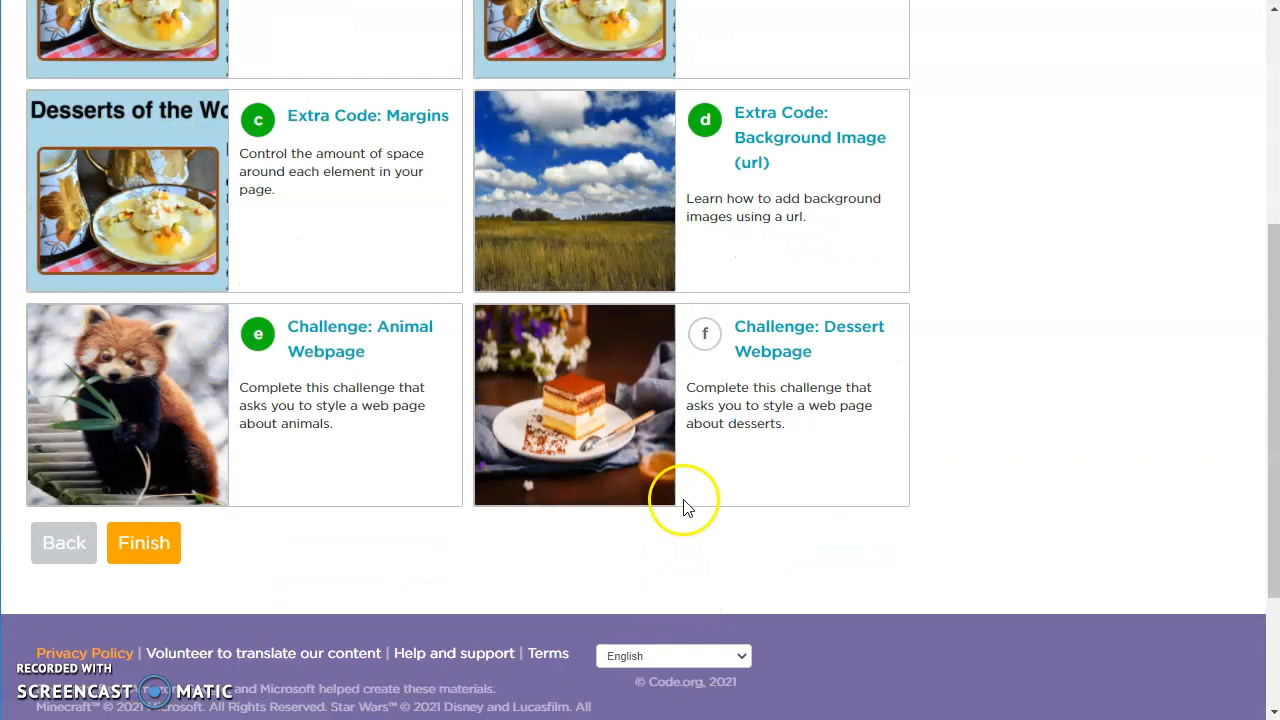 Desserts of the Wo
c
Extra Code: Margins
Control the amount of space
around each element in your
page.
d
Extra Code:
Background Image
(url)
Learn how to add background
images using a url.
e
Challenge: Animal
Webpage
Complete this challenge that
asks you to style a web page
about animals.
f
Challenge: Dessert
Webpage
Complete this challenge that
asks you to style a web page
about desserts.
Back
Finish
Privacy Policy | Volunteer to translate our content | Help and support | Terms
English
© Code.org, 2021
RECORDED WITH
SCREENCAST MATIC
and Microsoft helped create these materials.
Minecraft™ © 2021 Microsoft. All Rights Reserved. Star Wars™ © 2021 Disney and Lucasfilm. All